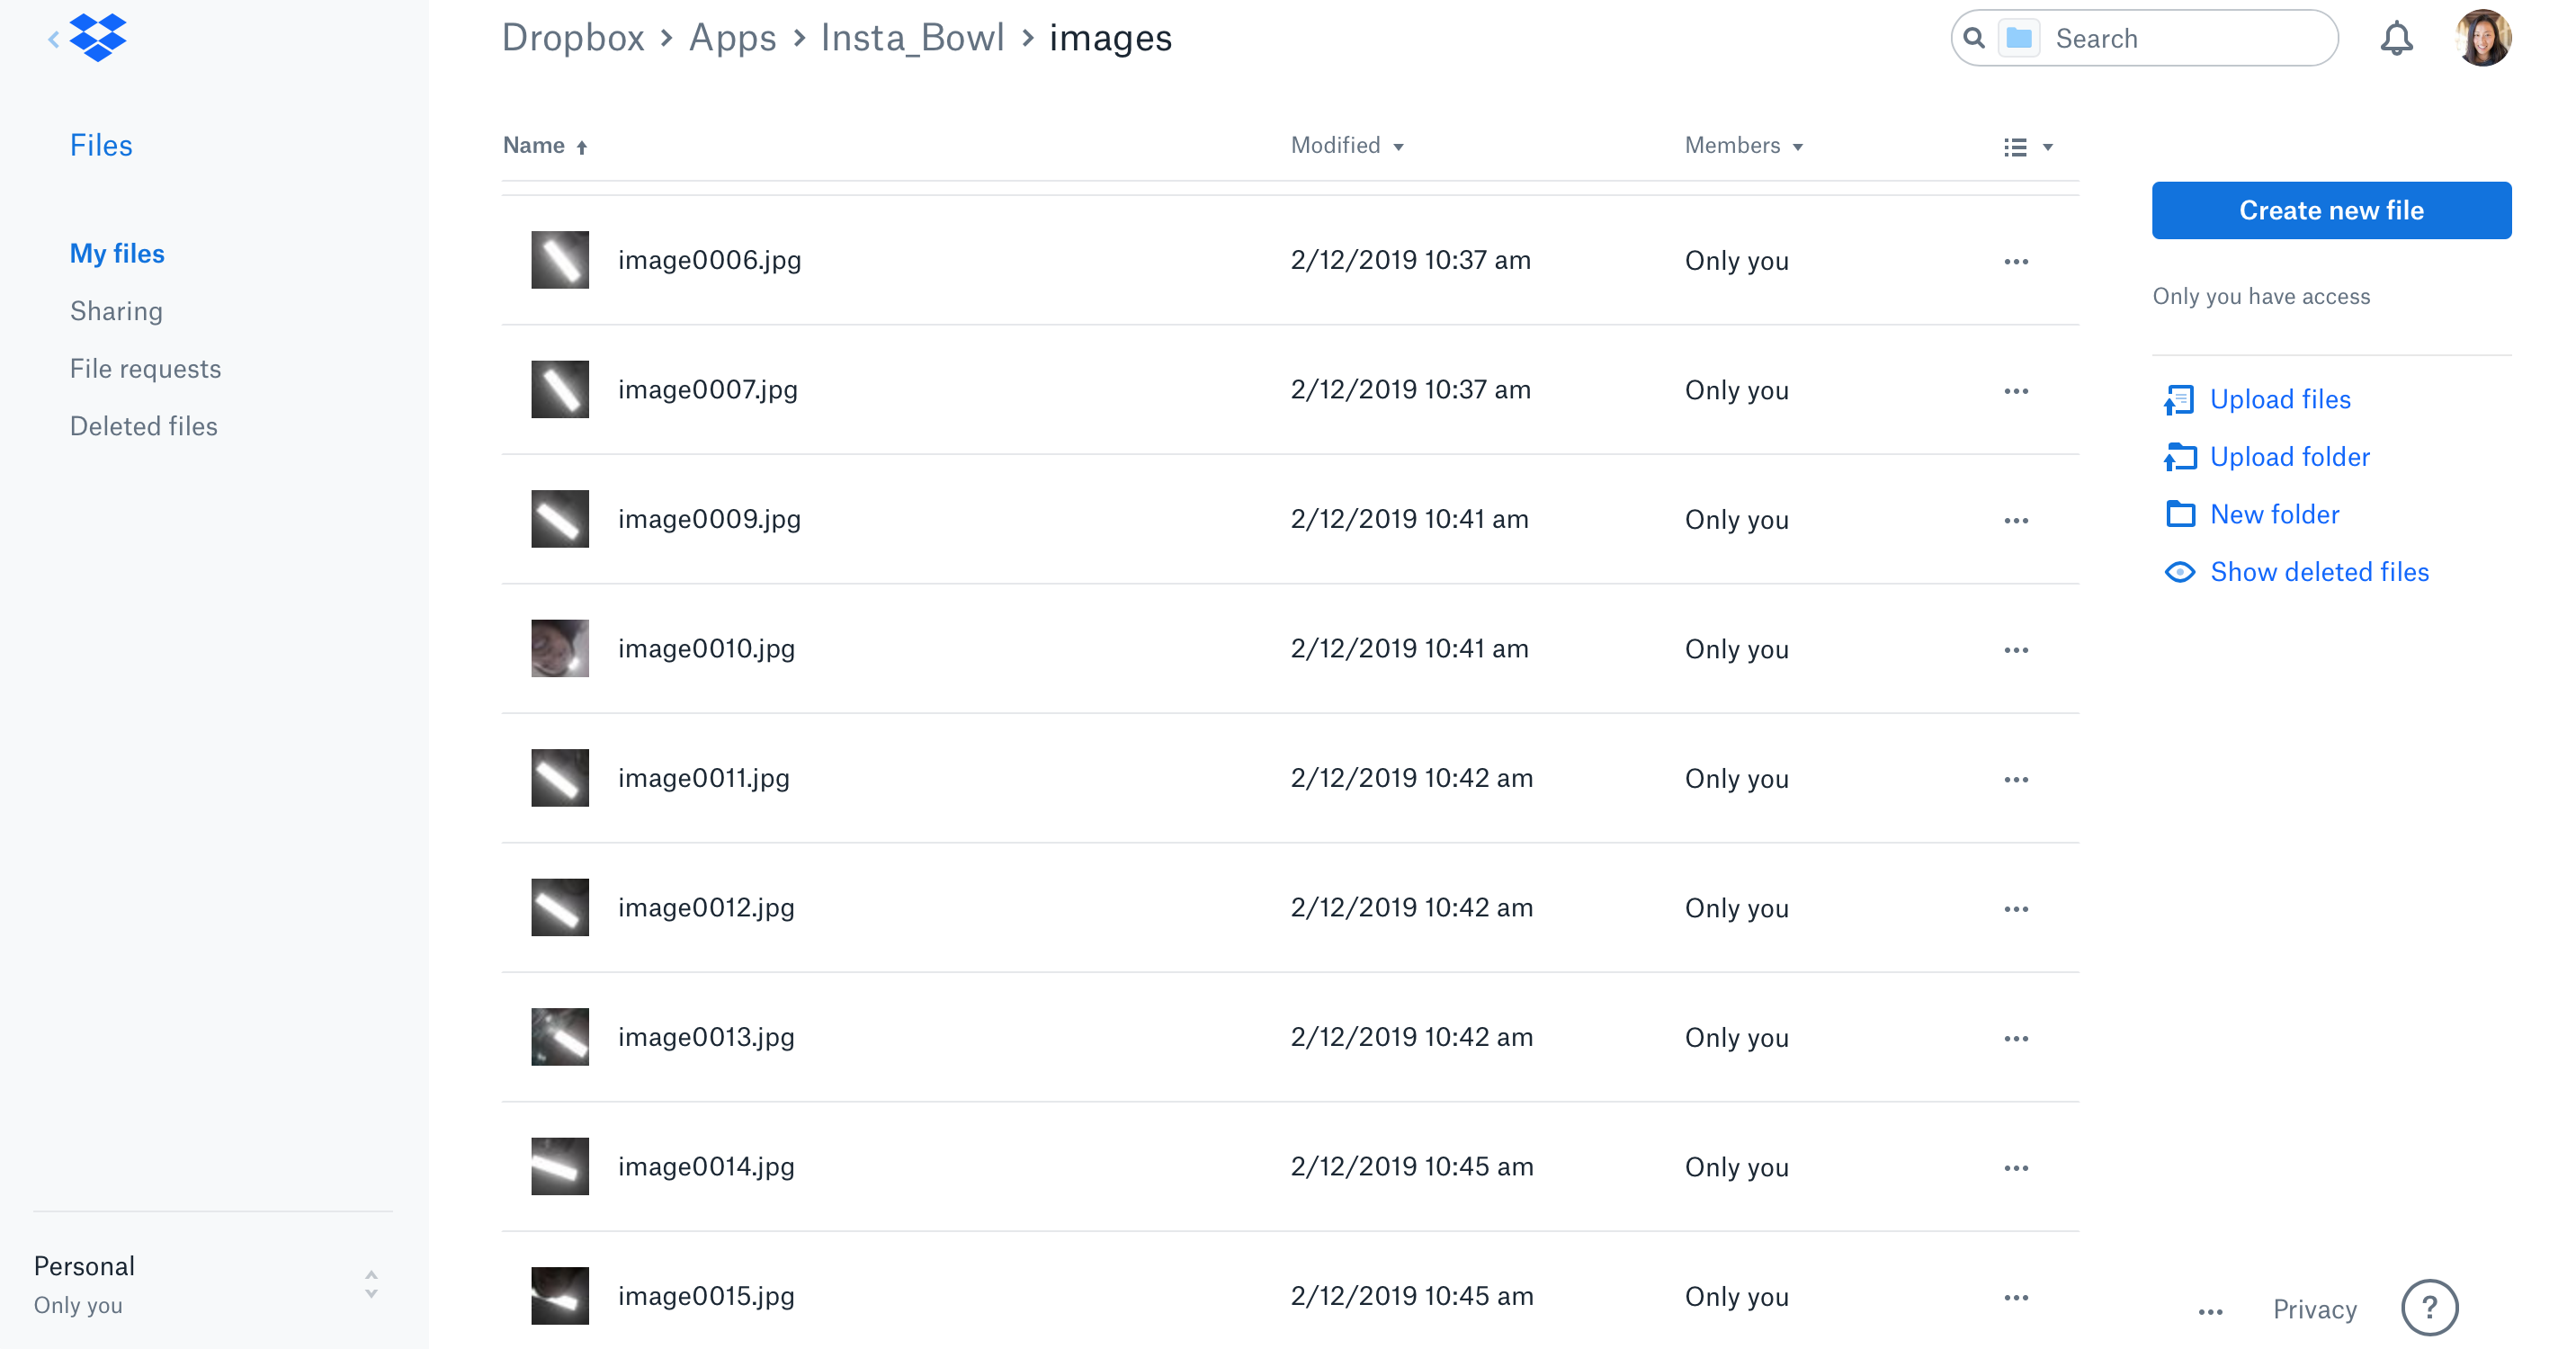 Dropbox > Apps > Insta_Bowl > images
Search
Files
My files
Sharing
File requests
Deleted files
Personal
Only you
Name Modified Members
image0006.jpg 2/12/2019 10:37 am Only you
image0007.jpg 2/12/2019 10:37 am Only you
image0009.jpg 2/12/2019 10:41 am Only you
image0010.jpg 2/12/2019 10:41 am Only you
image0011.jpg 2/12/2019 10:42 am Only you
image0012.jpg 2/12/2019 10:42 am Only you
image0013.jpg 2/12/2019 10:42 am Only you
image0014.jpg 2/12/2019 10:45 am Only you
image0015.jpg 2/12/2019 10:45 am Only you
Create new file
Only you have access
Upload files
Upload folder
New folder
Show deleted files
Privacy
?